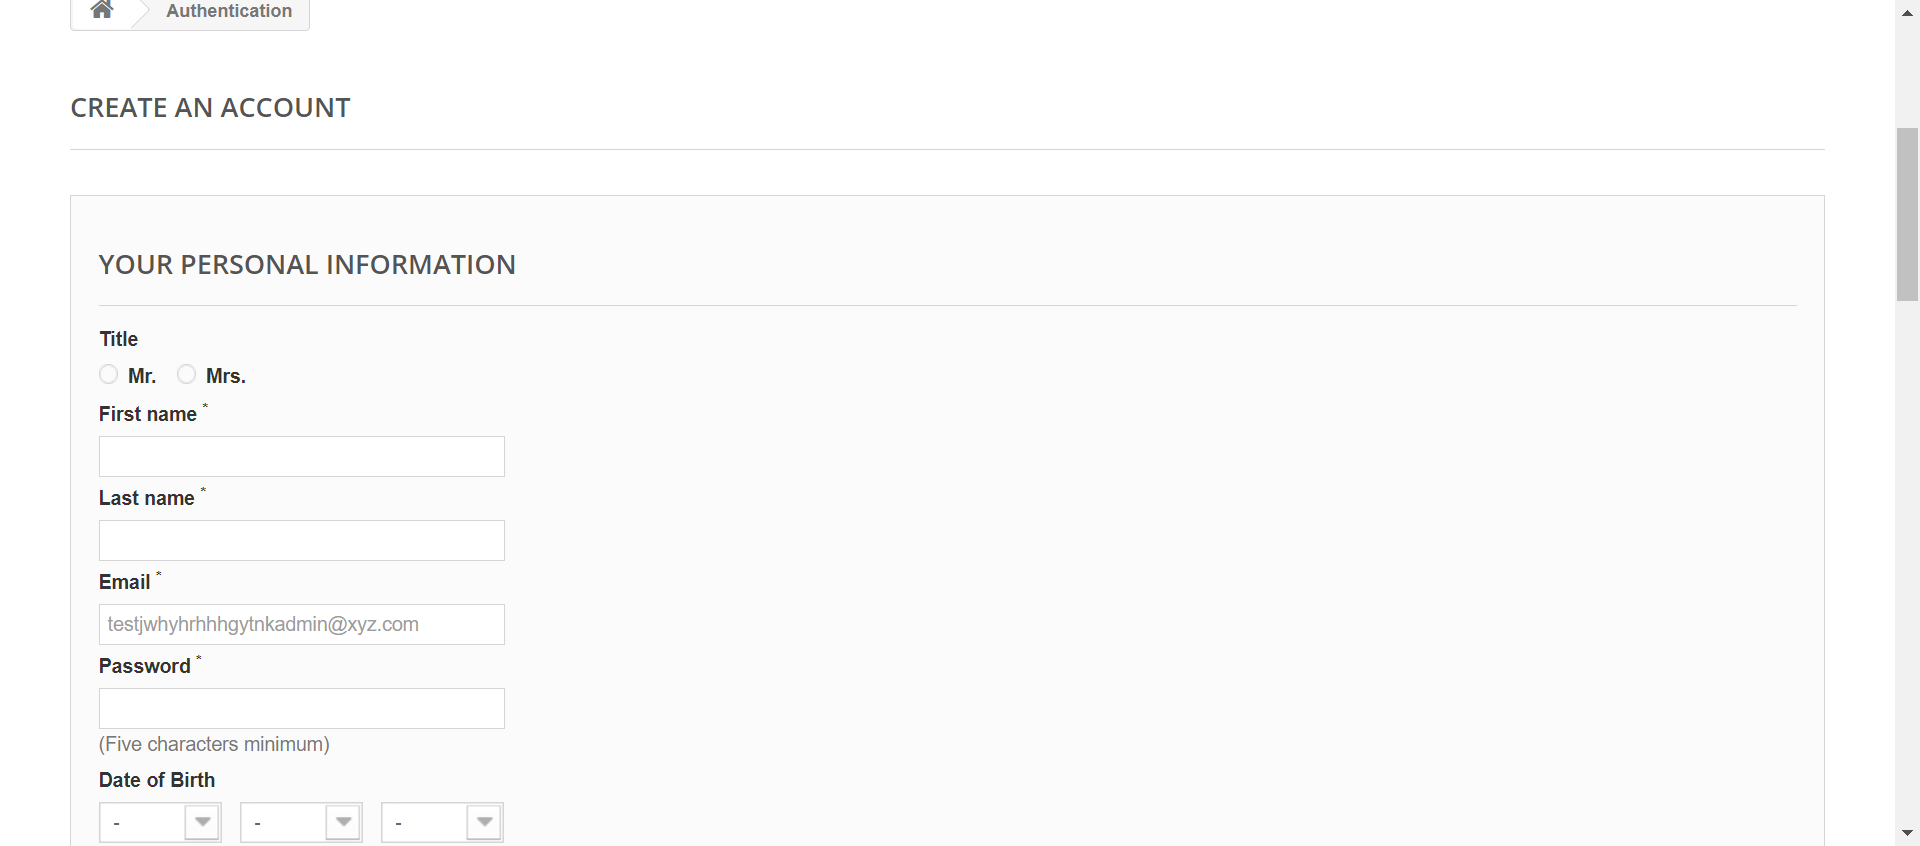 Authentication
CREATE AN ACCOUNT
YOUR PERSONAL INFORMATION
Title
Mr. Mrs.
First name *
Last name *
Email *
testjwhyhrhhhgytnkadmin@xyz.com
Password *
(Five characters minimum)
Date of Birth
- - -